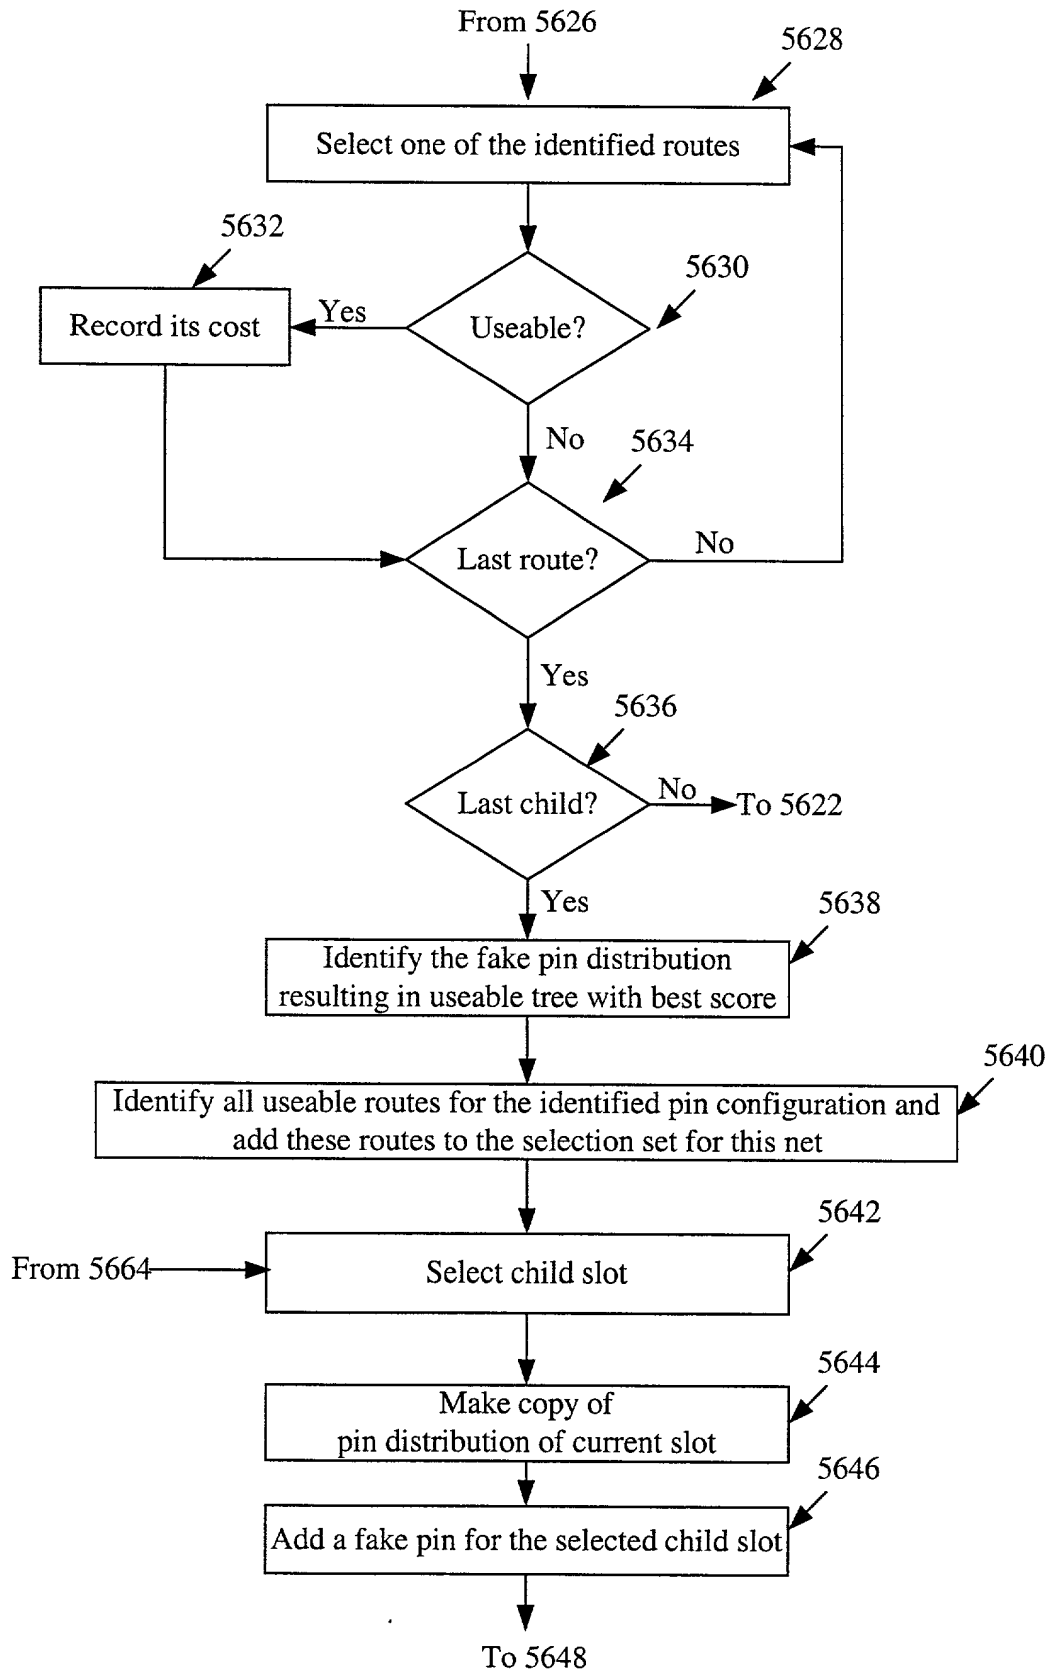 From 5626
5628
Select one of the identified routes
5632
5630
Record its cost
Yes
Useable?
No
5634
Last route?
No
Yes
5636
Last child?
No
To 5622
Yes
5638
Identify the fake pin distribution
resulting in useable tree with best score
5640
Identify all useable routes for the identified pin configuration and
add these routes to the selection set for this net
5642
From 5664
Select child slot
5644
Make copy of
pin distribution of current slot
5646
Add a fake pin for the selected child slot
To 5648